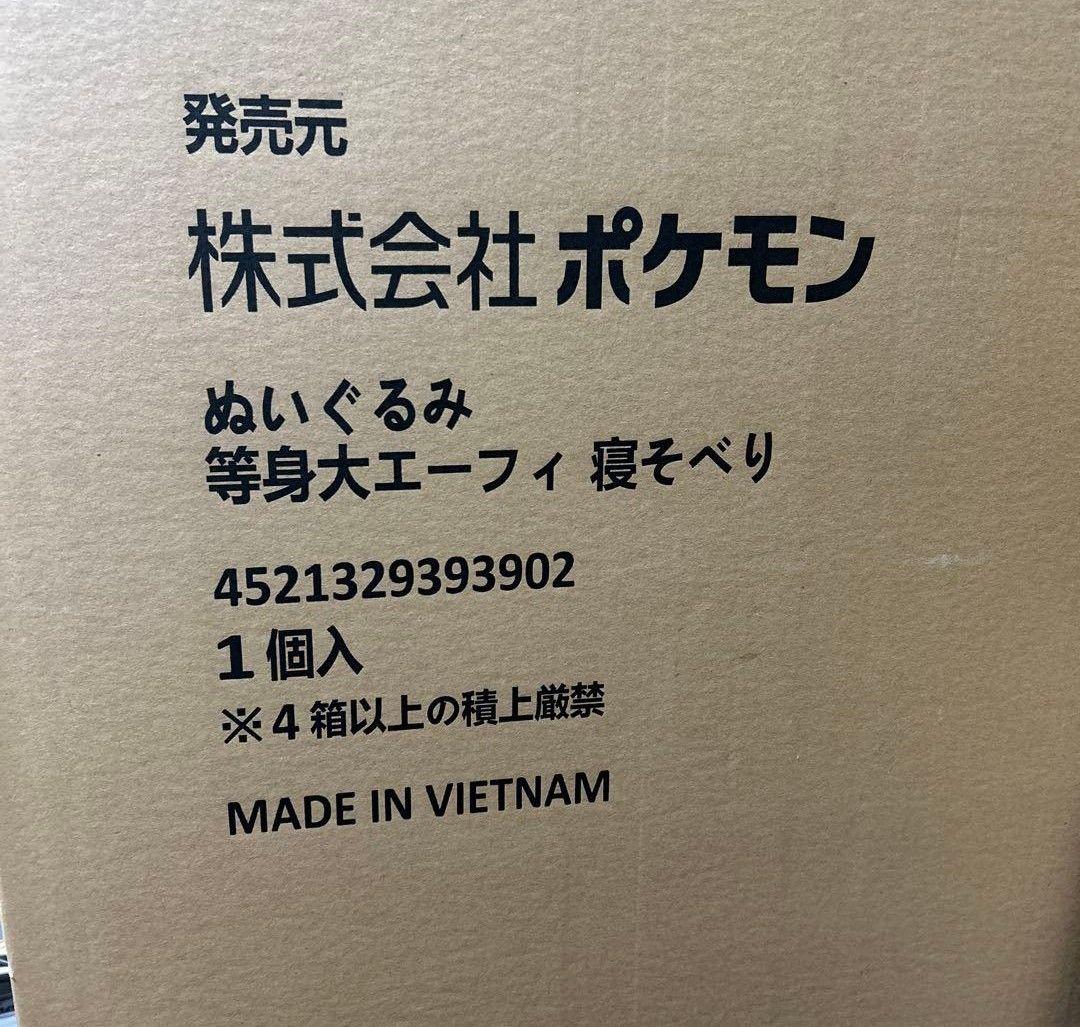 発売元
株式会社ポケモン
ぬいぐるみ
等身大エーフィ 寝そべり
4521329393902
1個入
※4箱以上の積上厳禁
MADE IN VIETNAM